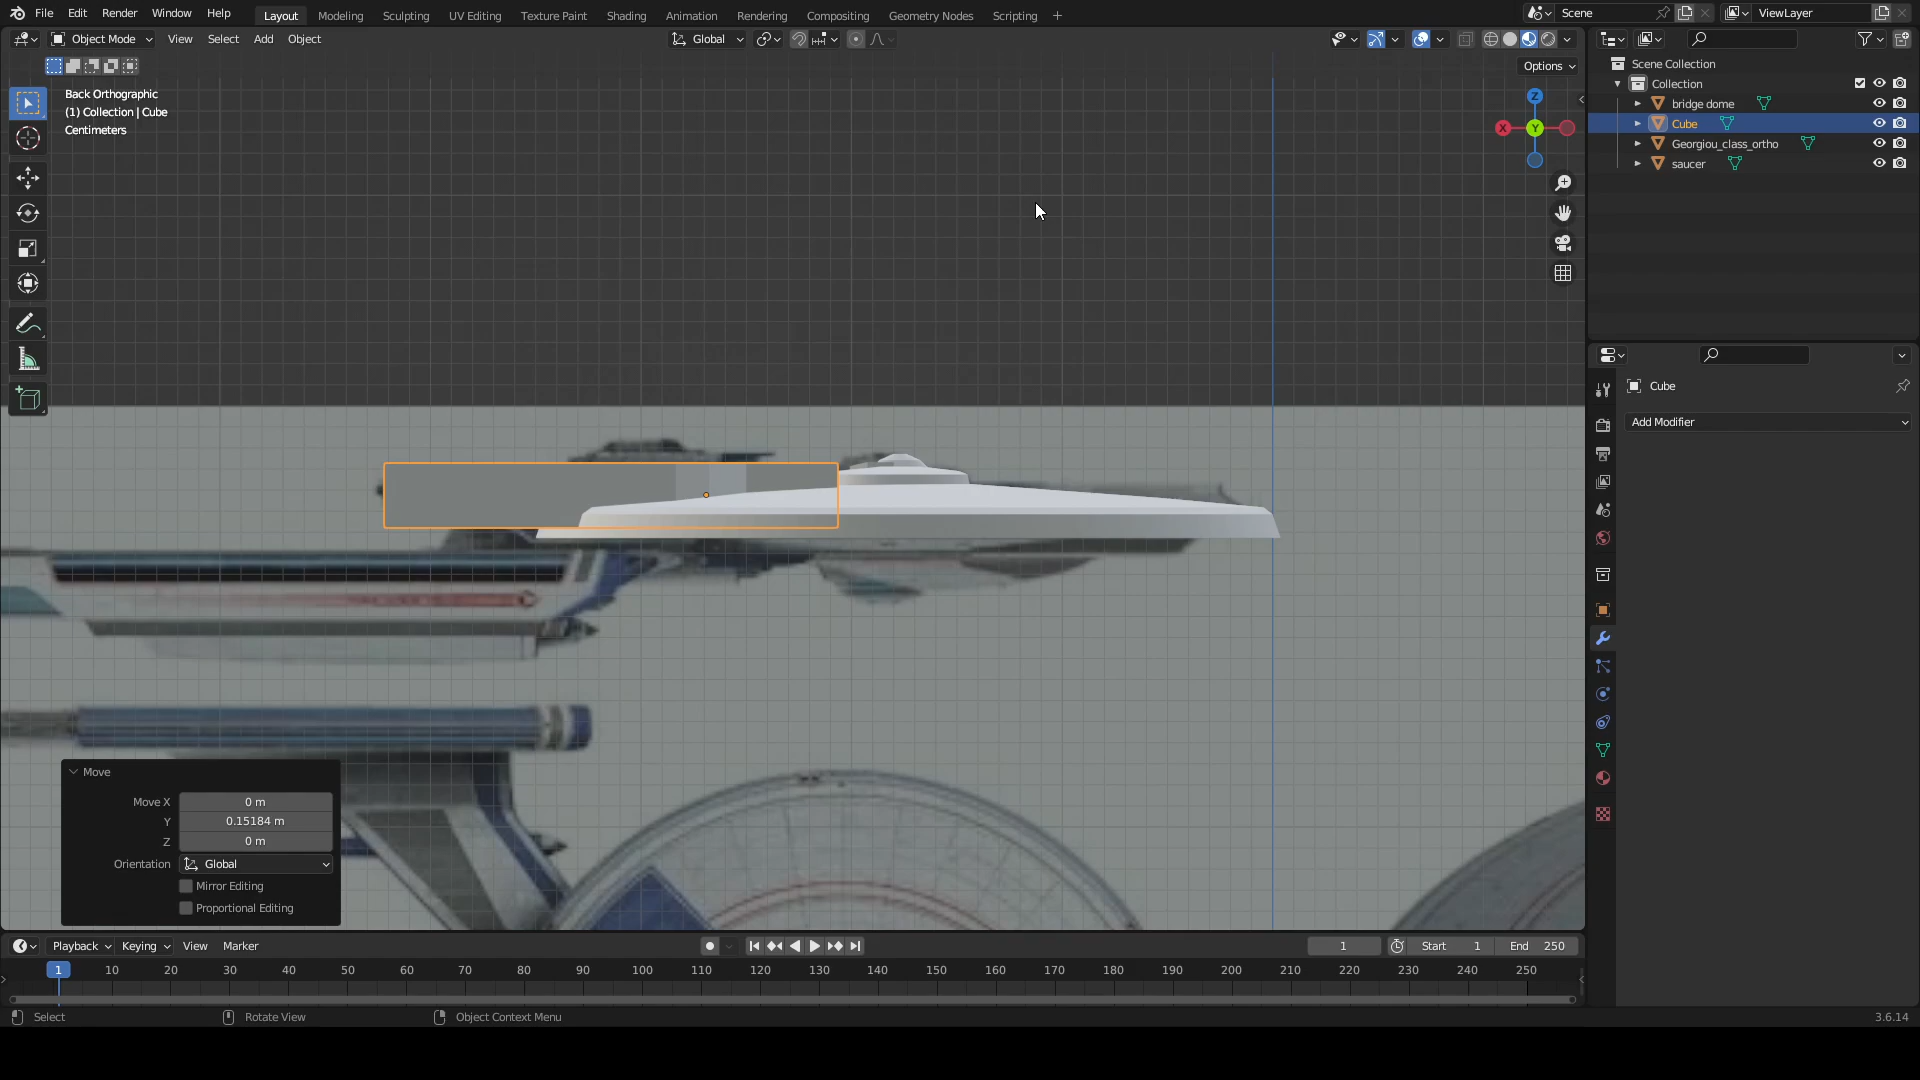 File Edit Render Window Help Layout Modeling Sculpting UV Editing Texture Paint Shading Animation Rendering Compositing Geometry Nodes Scripting + Scene ViewLayer
Object Mode View Select Add Object Global
Options
Back Orthographic
(1) Collection | Cube
Centimeters
Z
X Y
Scene Collection
Collection
bridge dome
Cube
Georgiou_class_ortho
saucer
Cube
Add Modifier
Move
Move X 0 m
Y 0.15184 m
Z 0 m
Orientation Global
Mirror Editing
Proportional Editing
Playback Keying View Marker 1 Start 1 End 250
1 10 20 30 40 50 60 70 80 90 100 110 120 130 140 150 160 170 180 190 200 210 220 230 240 250
Select Rotate View Object Context Menu 3.6.14